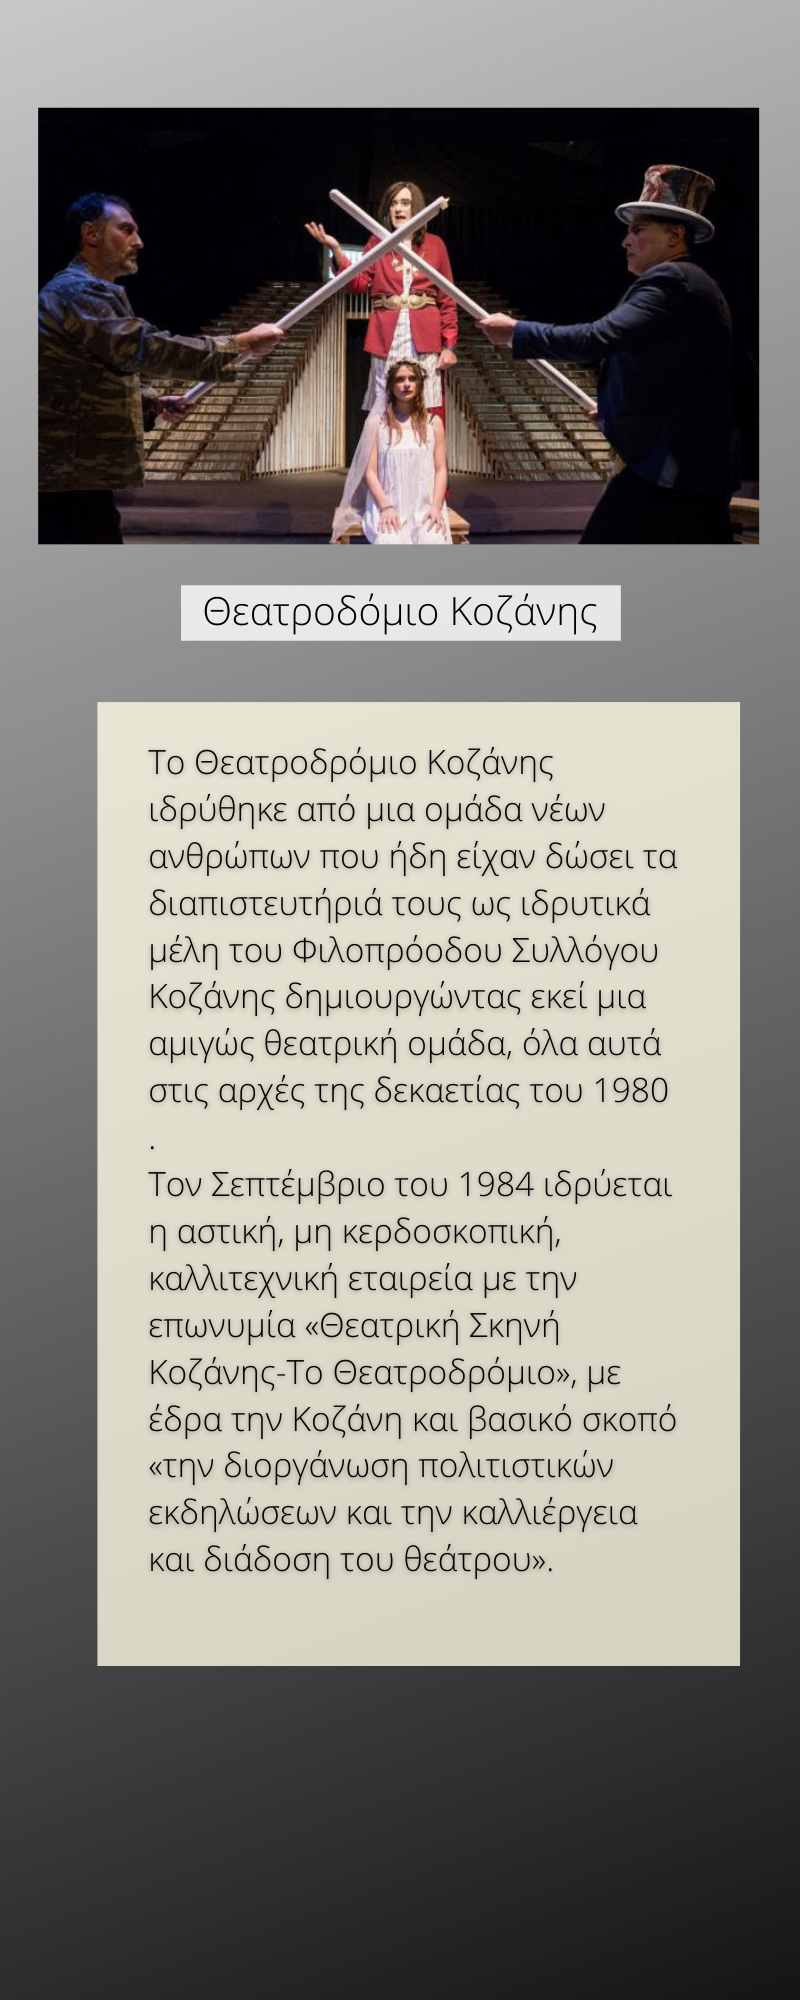 Θεατροδόμιο Κοζάνης
Το Θεατροδρόμιο Κοζάνης
ιδρύθηκε από μια ομάδα νέων
ανθρώπων που ήδη είχαν δώσει τα
διαπιστευτήριά τους ως ιδρυτικά
μέλη του Φιλοπρόοδου Συλλόγου
Κοζάνης δημιουργώντας εκεί μια
αμιγώς θεατρική ομάδα, όλα αυτά
στις αρχές της δεκαετίας του 1980
.
Τον Σεπτέμβριο του 1984 ιδρύεται
η αστική, μη κερδοσκοπική,
καλλιτεχνική εταιρεία με την
επωνυμία «Θεατρική Σκηνή
Κοζάνης-Το Θεατροδρόμιο», με
έδρα την Κοζάνη και βασικό σκοπό
«την διοργάνωση πολιτιστικών
εκδηλώσεων και την καλλιέργεια
και διάδοση του θεάτρου».